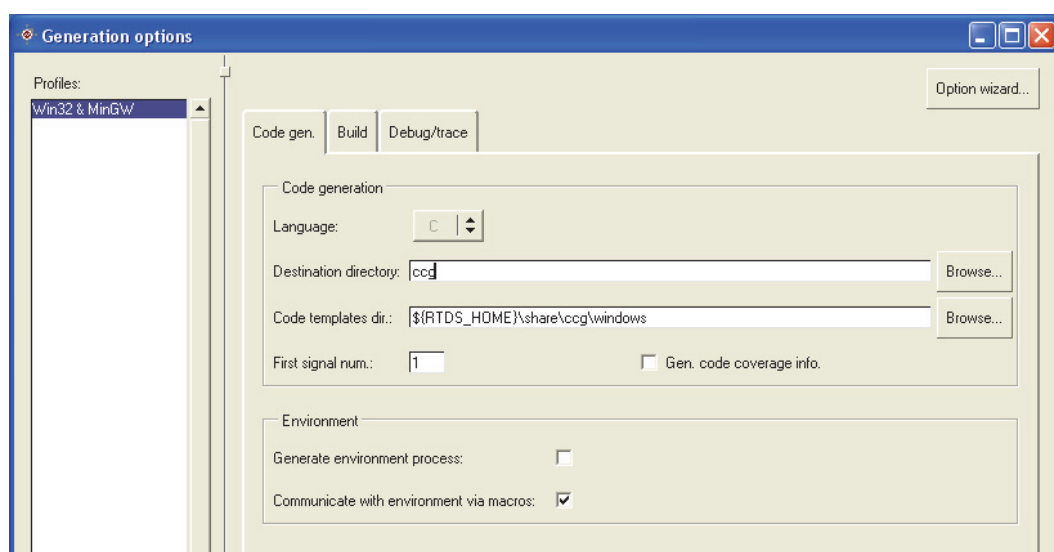 Generation options
Profiles:
Win32 & MinGW
Option wizard...
Code gen. Build Debug/trace
Code generation
Language: C
Destination directory: ccg Browse...
Code templates dir.: ${RTDS_HOME}\share\ccg\windows Browse...
First signal num.: 1 Gen. code coverage info.
Environment
Generate environment process:
Communicate with environment via macros: